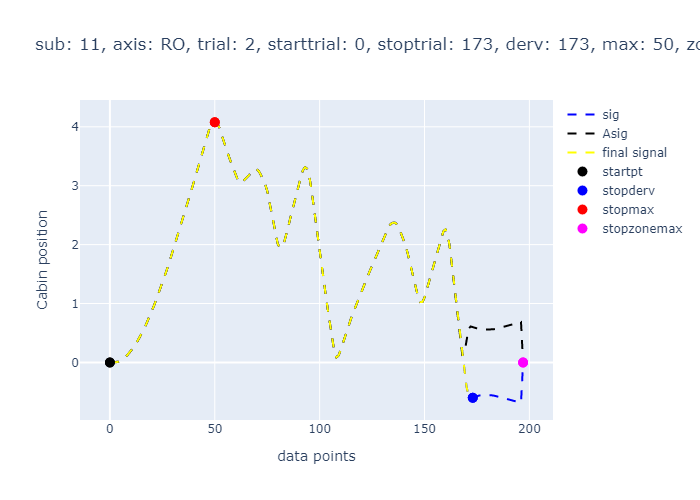 sub: 11, axis: RO, trial: 2, starttrial: 0, stoptrial: 173, derv: 173, max: 50,
sig
Asig
final signal
startpt
stopderv
stopmax
stopzonemax
Cabin position
4
3
2
1
0
0
50
100
150
200
data points